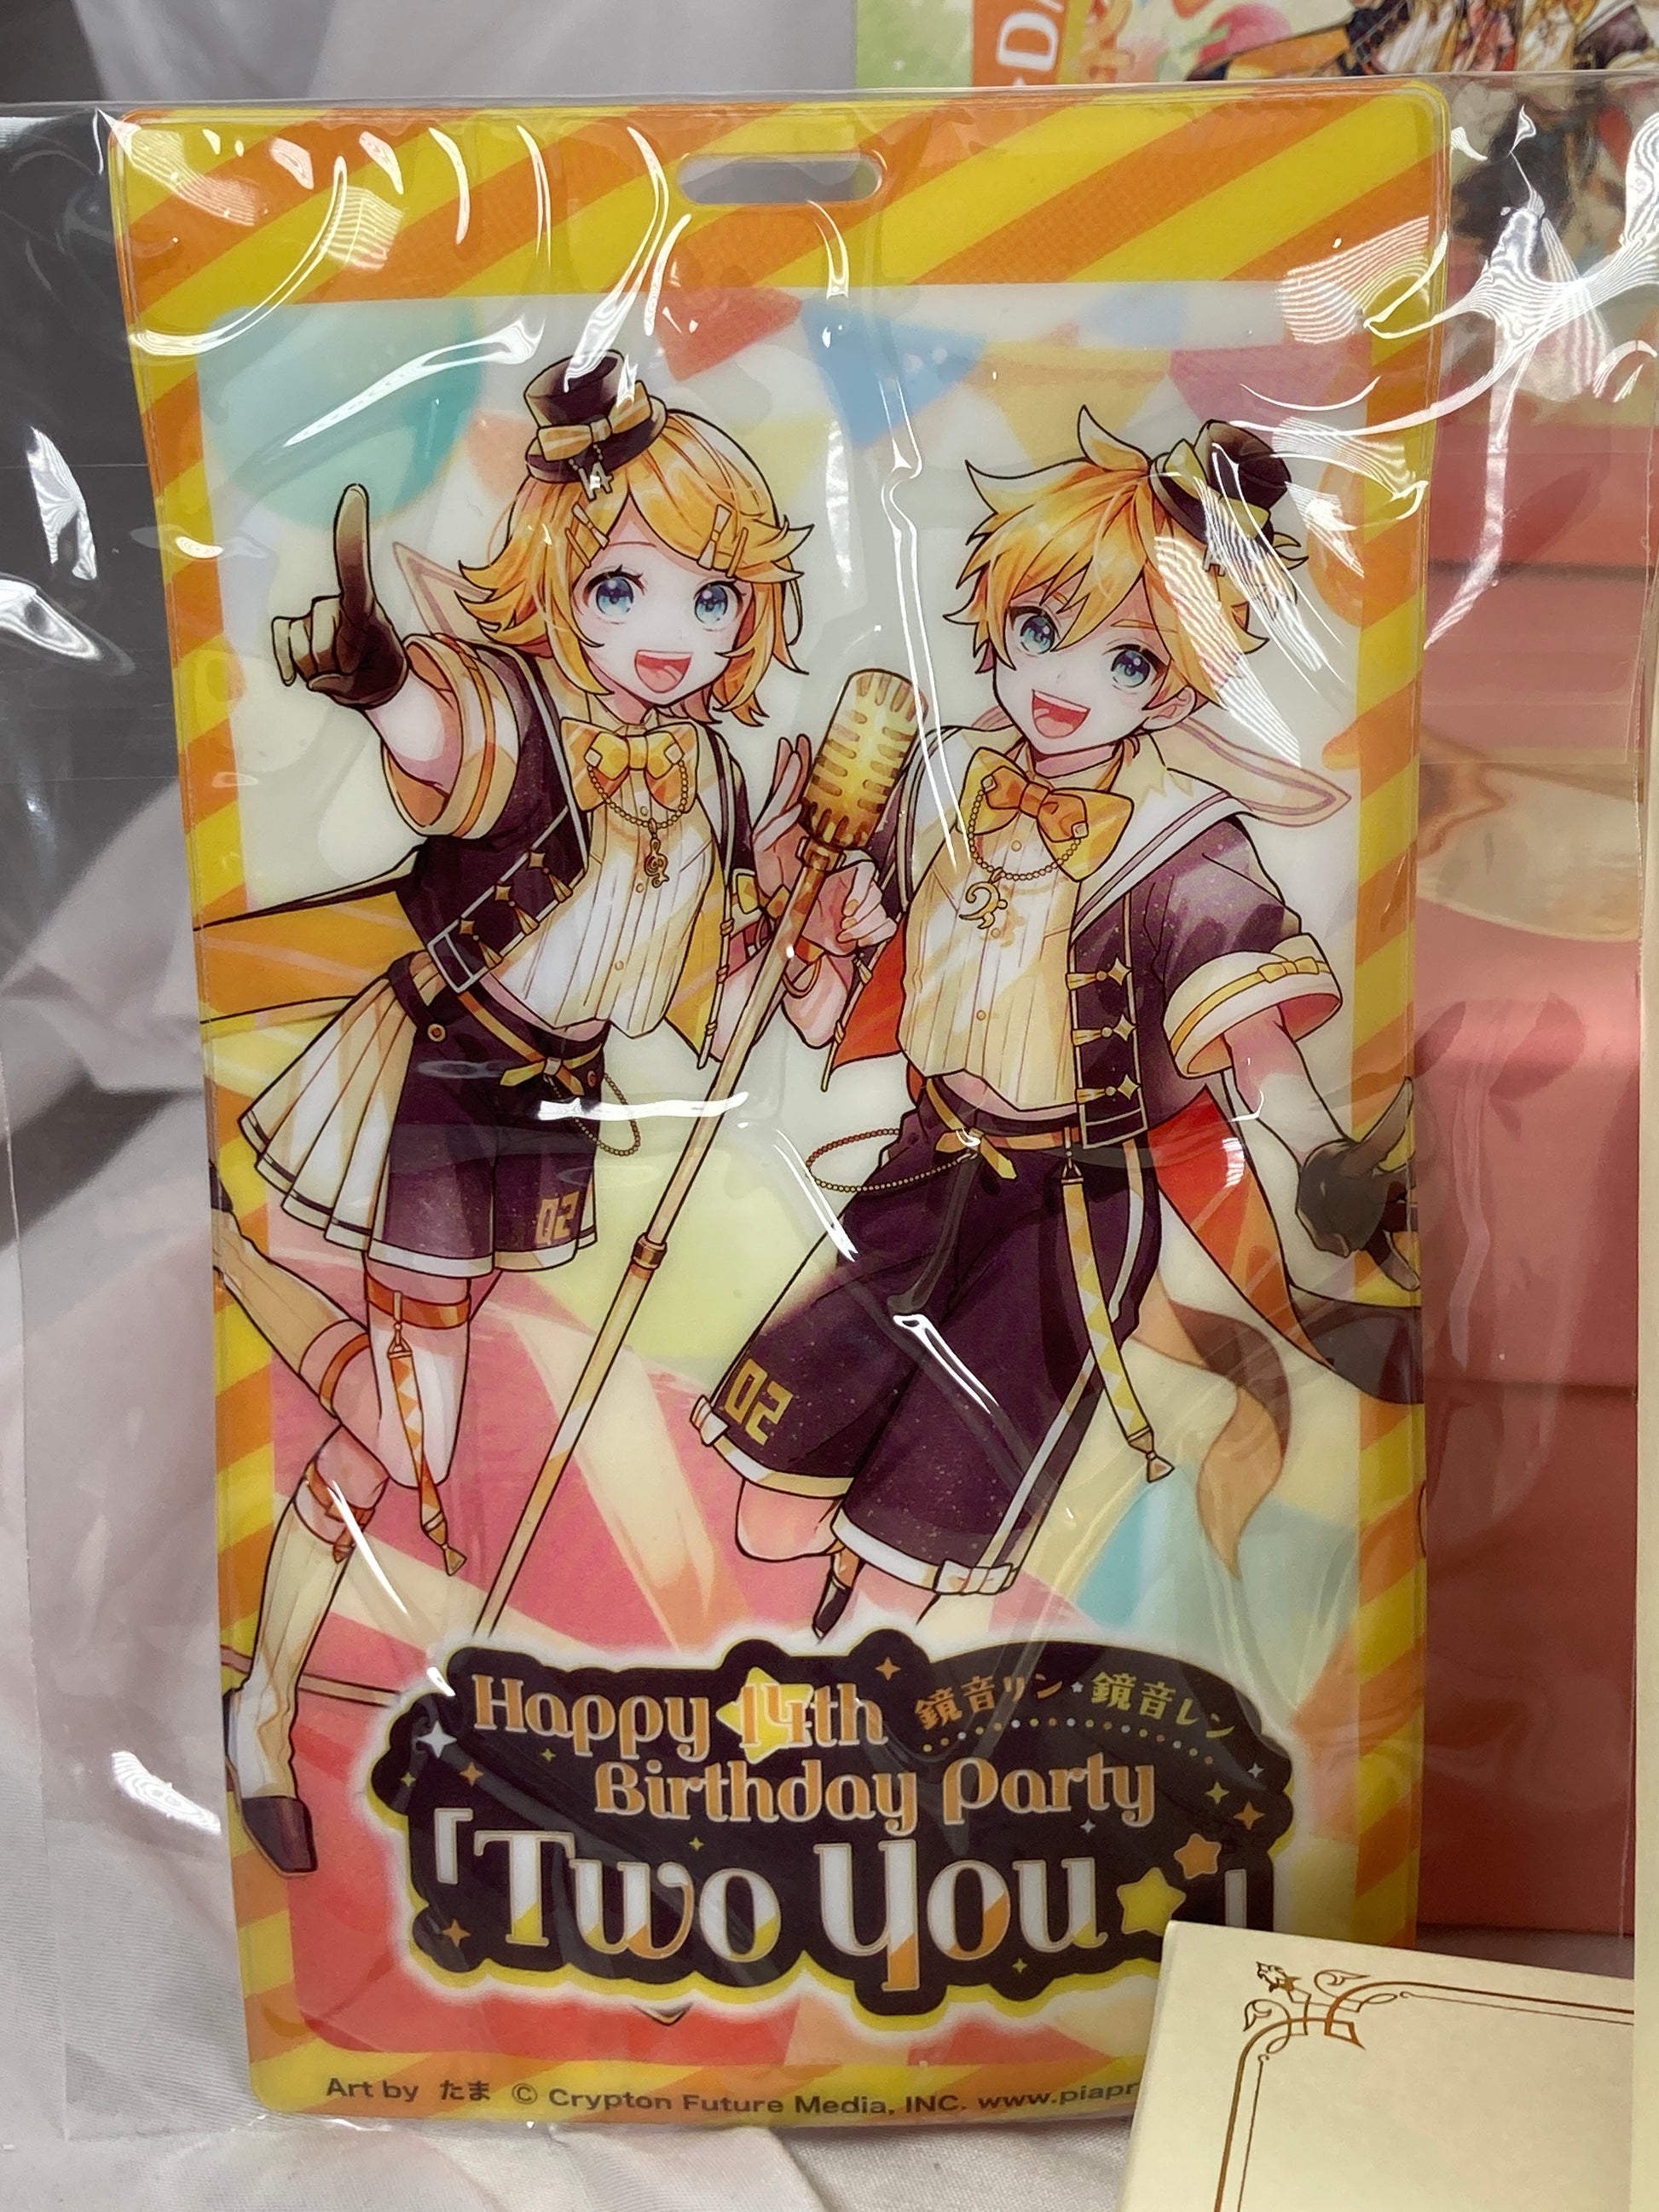 D
02
02
Happy 14th 鏡音リン・鏡音レン
Birthday Party
「Two You」
Art by たま © Crypton Future Media, INC. www.piapr